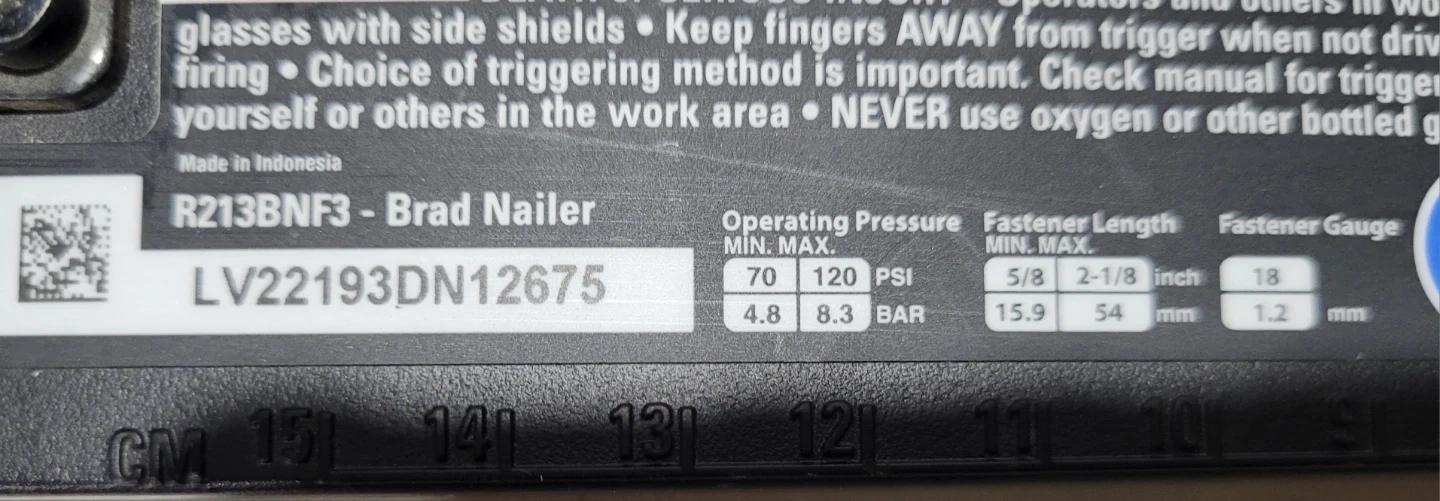 glasses with side shields • Keep fingers AWAY from trigger when not driv
firing • Choice of triggering method is important. Check manual for trigger
yourself or others in the work area • NEVER use oxygen or other bottled g
Made in Indonesia
R213BNF3 - Brad Nailer
LV22193DN12675
Operating Pressure
MIN. MAX.
70 120 PSI
4.8 8.3 BAR
Fastener Length
MIN. MAX.
5/8 2-1/8 inch
15.9 54 mm
Fastener Gauge
18
1.2 mm
CM 15 14 13 12 11 10 9